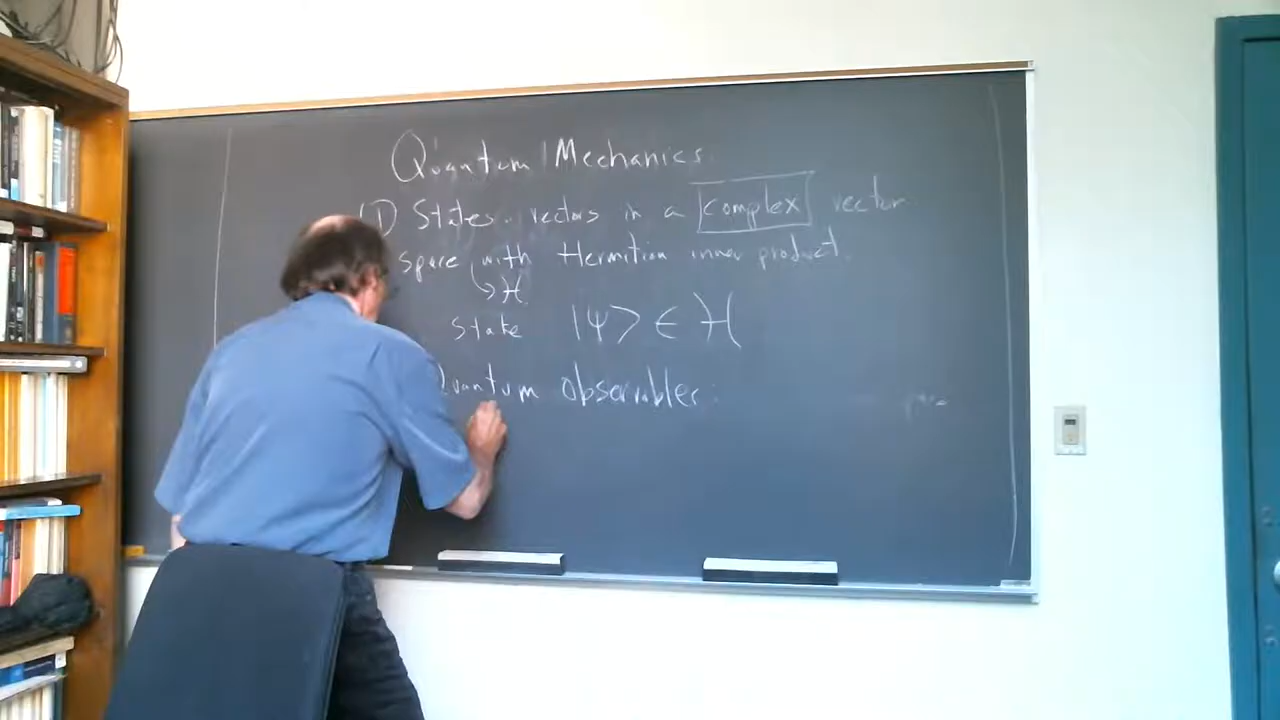 Quantum Mechanics
1) States. vectors in a complex vector
space with Hermitian inner product.
↳ H.
state |Ψ> ∈ H
Quantum observables.